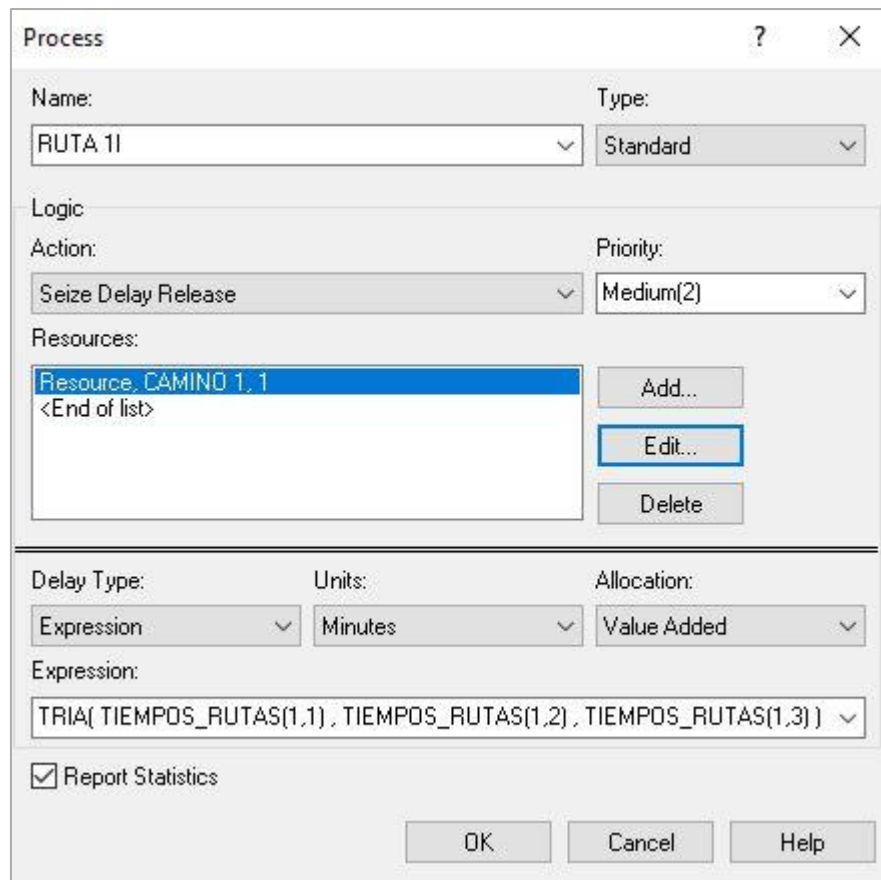 Process ?
Name: Type:
RUTA 1I Standard
Logic
Action: Priority:
Seize Delay Release Medium(2)
Resources:
Resource, CAMINO 1, 1
<End of list>
Add...
Edit...
Delete
Delay Type: Units: Allocation:
Expression Minutes Value Added
Expression:
TRIA( TIEMPOS_RUTAS(1,1) , TIEMPOS_RUTAS(1,2) , TIEMPOS_RUTAS(1,3) )
Report Statistics
OK Cancel Help